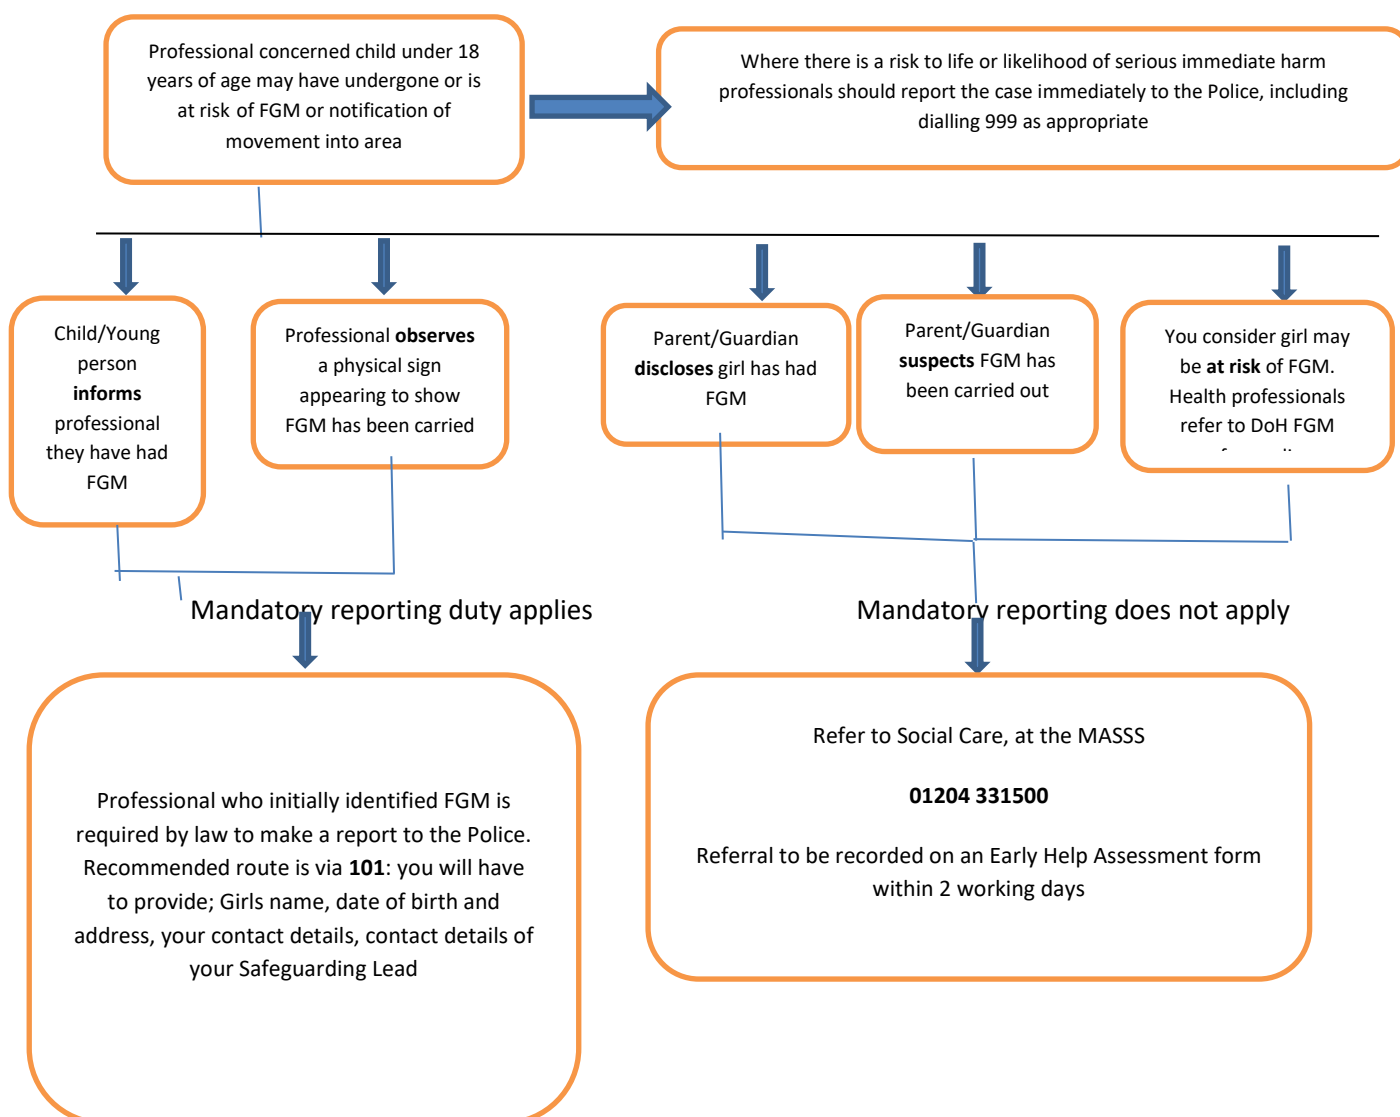 Professional concerned child under 18
years of age may have undergone or is
at risk of FGM or notification of
movement into area
Where there is a risk to life or likelihood of serious immediate harm
professionals should report the case immediately to the Police, including
dialling 999 as appropriate
Child/Young
person
informs
professional
they have had
FGM
Professional observes
a physical sign
appearing to show
FGM has been carried
Parent/Guardian
discloses girl has had
FGM
Parent/Guardian
suspects FGM has
been carried out
You consider girl may
be at risk of FGM.
Health professionals
refer to DoH FGM
Mandatory reporting duty applies
Mandatory reporting does not apply
Professional who initially identified FGM is
required by law to make a report to the Police.
Recommended route is via 101: you will have
to provide; Girls name, date of birth and
address, your contact details, contact details of
your Safeguarding Lead
Refer to Social Care, at the MASSS
01204 331500
Referral to be recorded on an Early Help Assessment form
within 2 working days